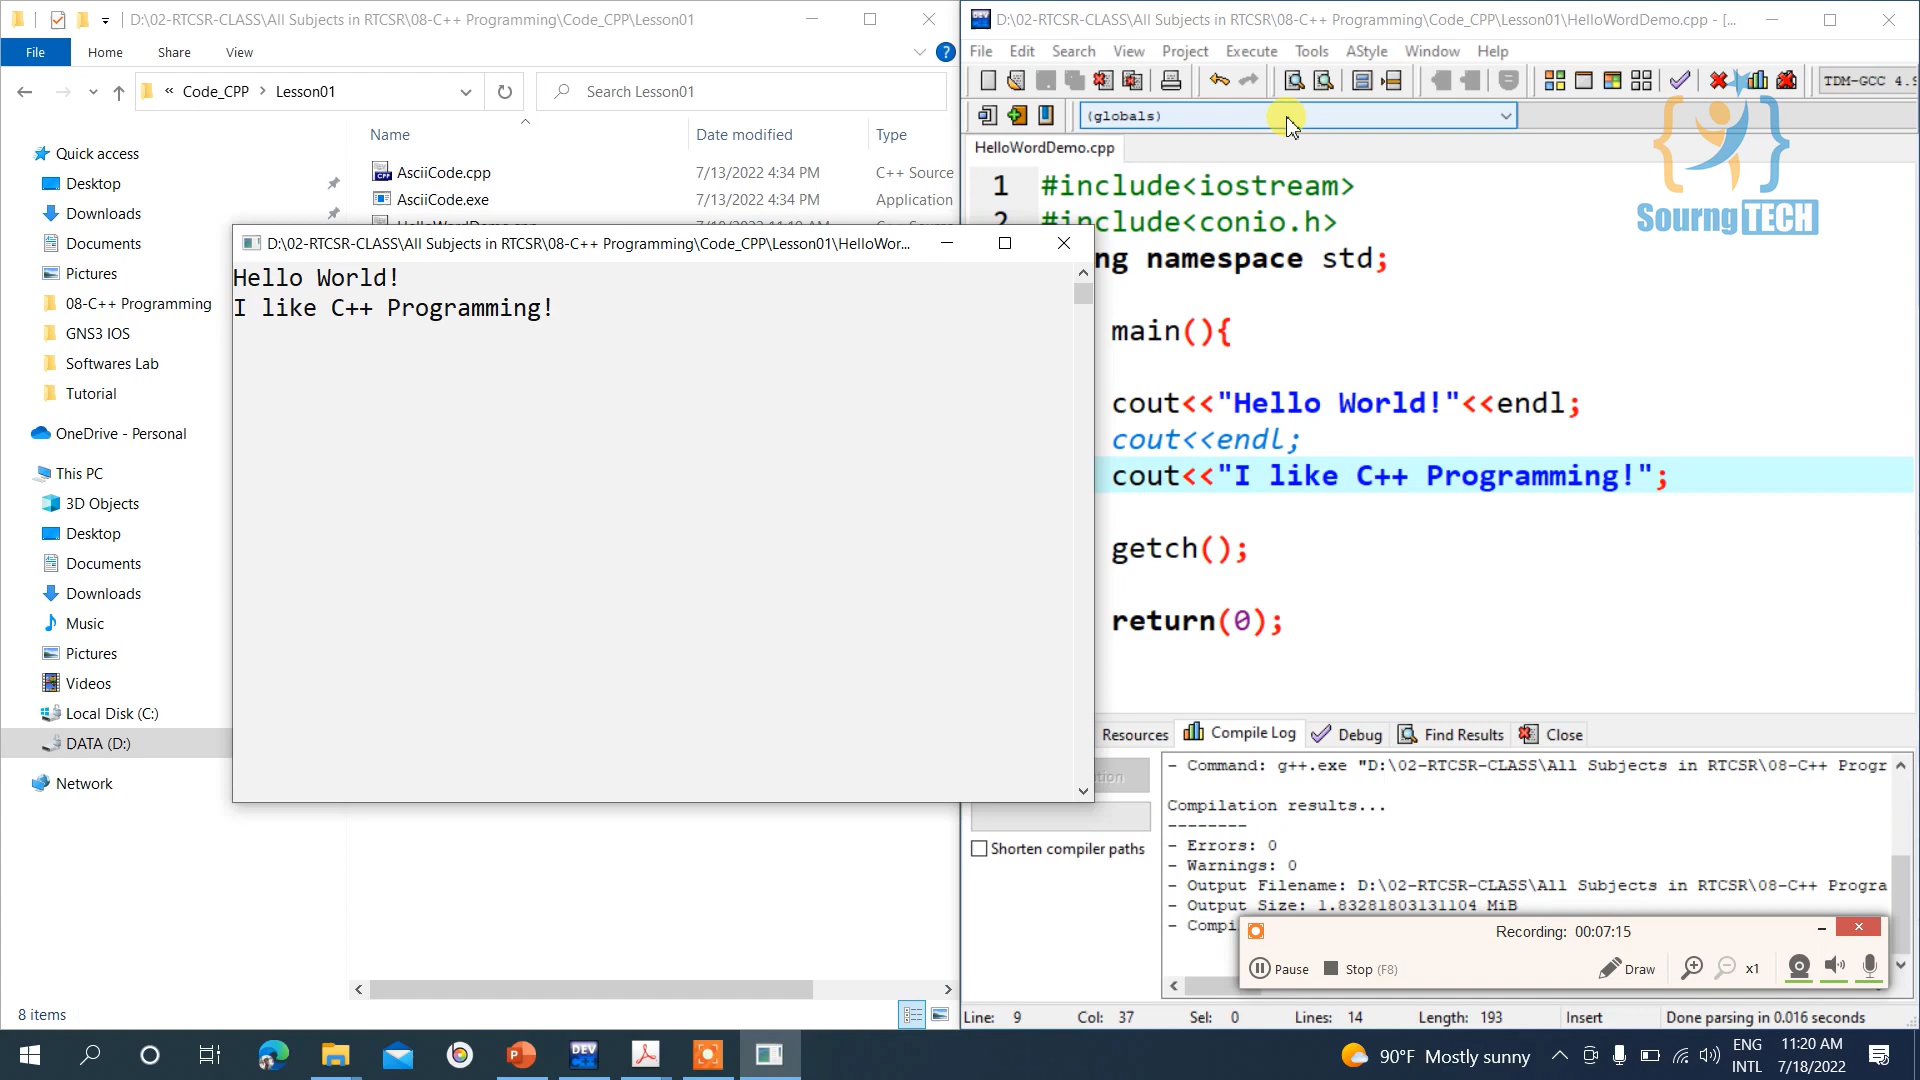 D:\02-RTCSR-CLASS\All Subjects in RTCSR\08-C++ Programming\Code_CPP\Lesson01
File Home Share View
« Code_CPP > Lesson01
Search Lesson01
Name Date modified Type
AsciiCode.cpp 7/13/2022 4:34 PM C++ Source
AsciiCode.exe 7/13/2022 4:34 PM Application
Quick access
Desktop
Downloads
Documents
Pictures
08-C++ Programming
GNS3 IOS
Softwares Lab
Tutorial
OneDrive - Personal
This PC
3D Objects
Desktop
Documents
Downloads
Music
Pictures
Videos
Local Disk (C:)
DATA (D:)
Network
8 items
D:\02-RTCSR-CLASS\All Subjects in RTCSR\08-C++ Programming\Code_CPP\Lesson01\HelloWor...
Hello World!
I like C++ Programming!
D:\02-RTCSR-CLASS\All Subjects in RTCSR\08-C++ Programming\Code_CPP\Lesson01\HelloWordDemo.cpp - [...
File Edit Search View Project Execute Tools AStyle Window Help
TDM-GCC 4.9
(globals)
HelloWordDemo.cpp
SourngTECH
1 #include<iostream>
2 #include<conio.h>
ng namespace std;
main(){
cout<<"Hello World!"<<endl;
cout<<endl;
cout<<"I like C++ Programming!";
getch();
return(0);
Resources Compile Log Debug Find Results Close
Shorten compiler paths
- Command: g++.exe "D:\02-RTCSR-CLASS\All Subjects in RTCSR\08-C++ Progr
Compilation results...
--------
- Errors: 0
- Warnings: 0
- Output Filename: D:\02-RTCSR-CLASS\All Subjects in RTCSR\08-C++ Progra
- Output Size: 1.83281803131104 MiB
- Compi
Recording: 00:07:15
Pause Stop (F8) Draw x1
Line: 9 Col: 37 Sel: 0 Lines: 14 Length: 193 Insert Done parsing in 0.016 seconds
90°F Mostly sunny
ENG
INTL
11:20 AM
7/18/2022